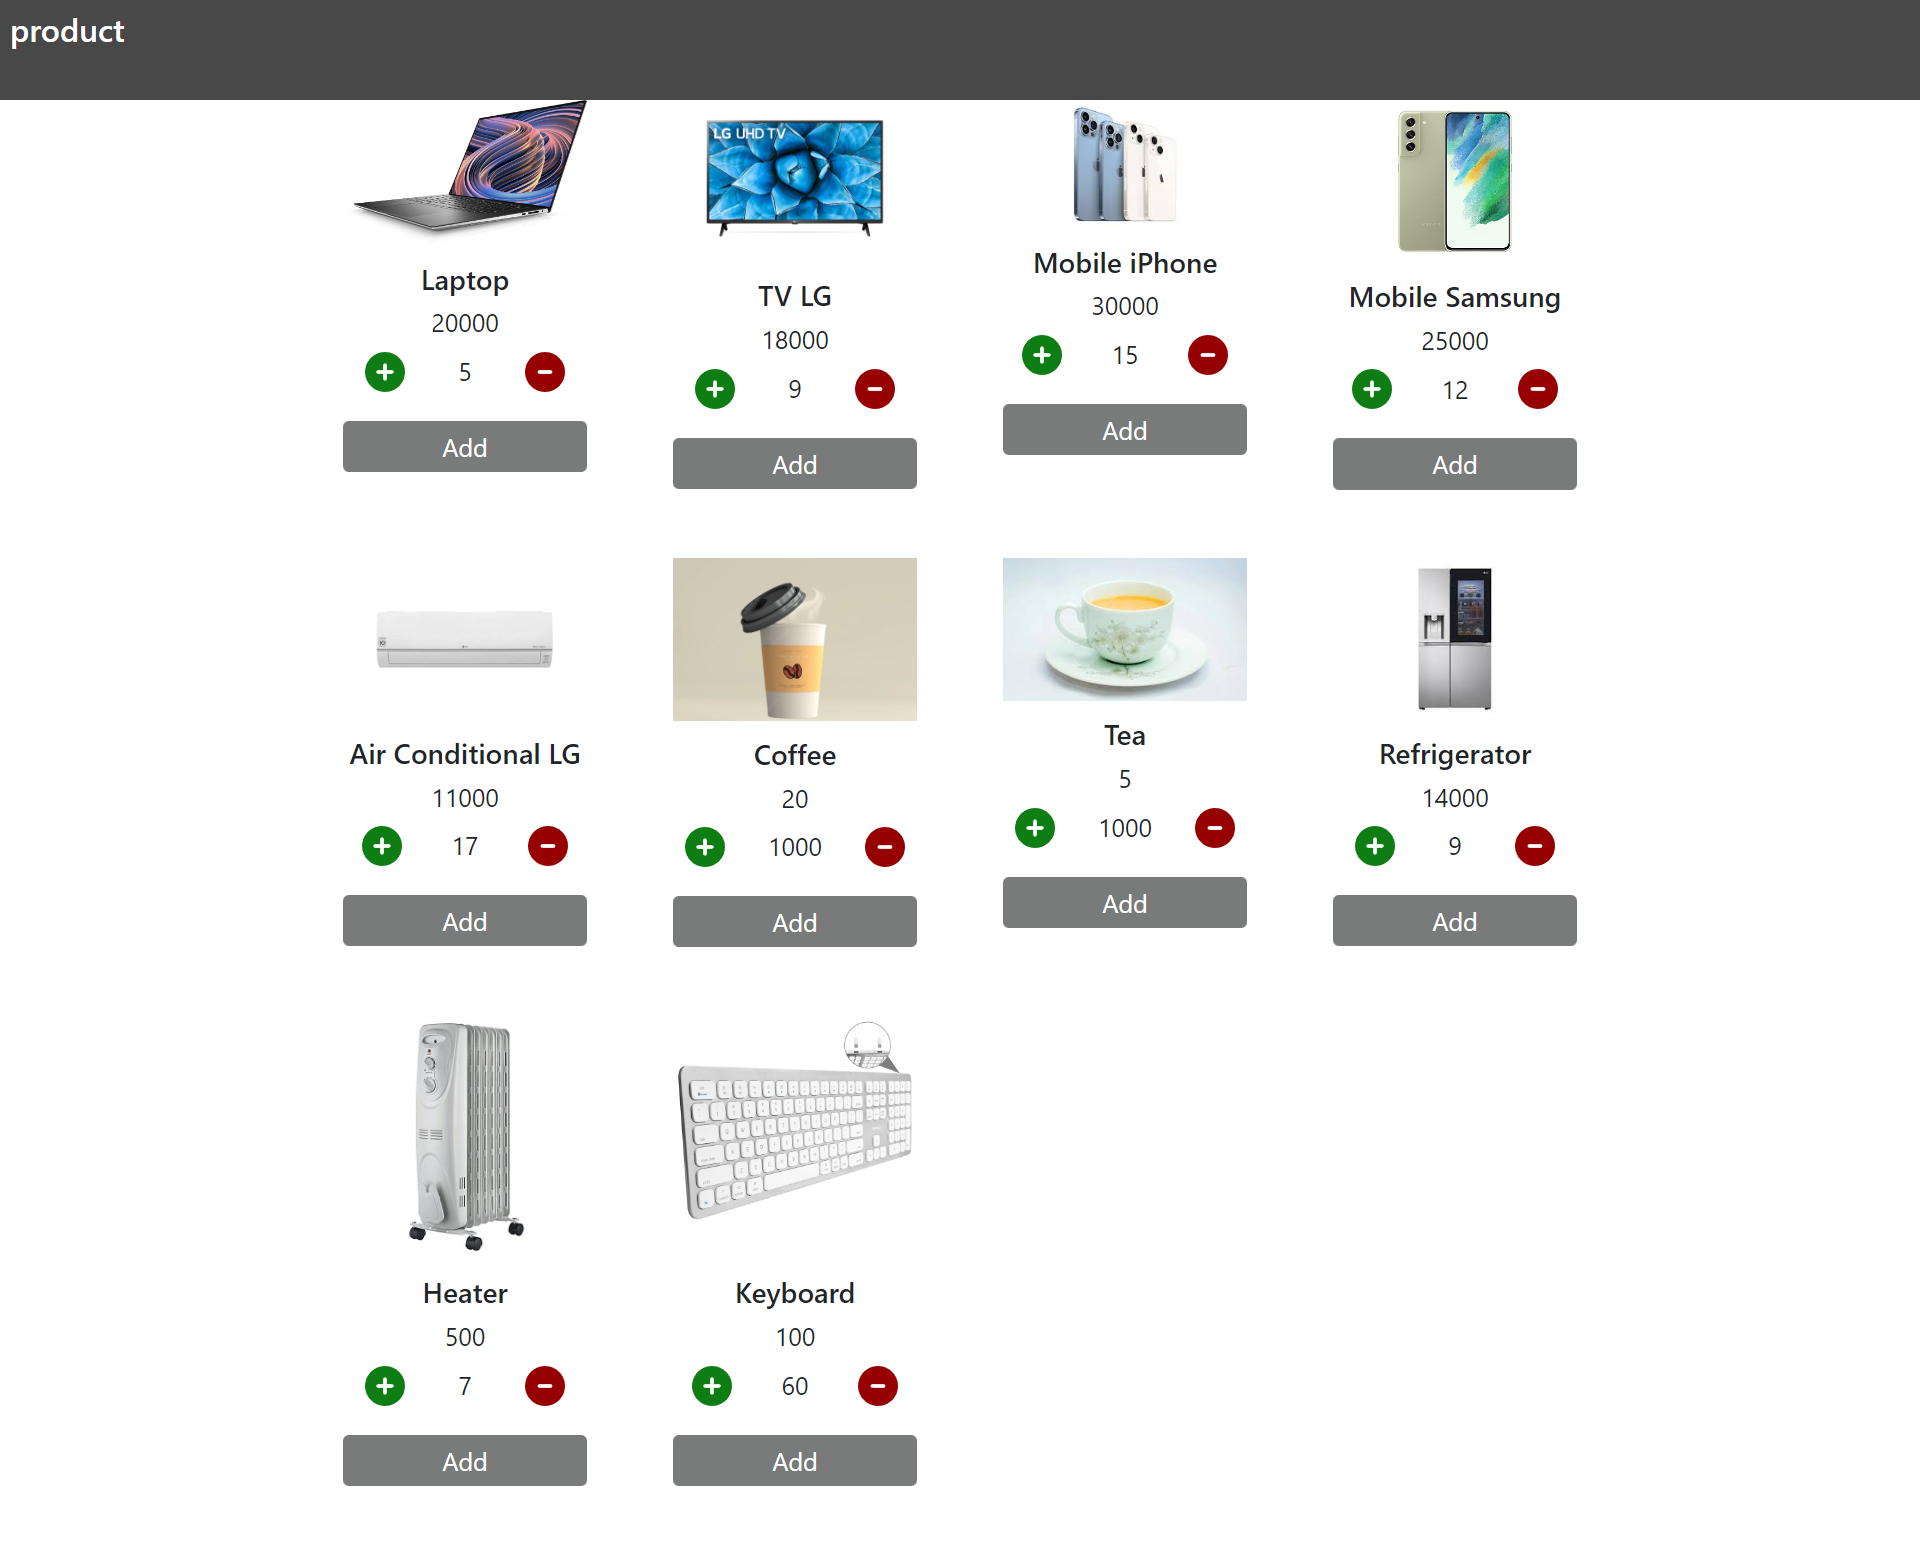 product
LG UHD TV
Laptop
20000
5
Add
TV LG
18000
9
Add
Mobile iPhone
30000
15
Add
Mobile Samsung
25000
12
Add
Air Conditional LG
11000
17
Add
Coffee
20
1000
Add
Tea
5
1000
Add
Refrigerator
14000
9
Add
Heater
500
7
Add
Keyboard
100
60
Add